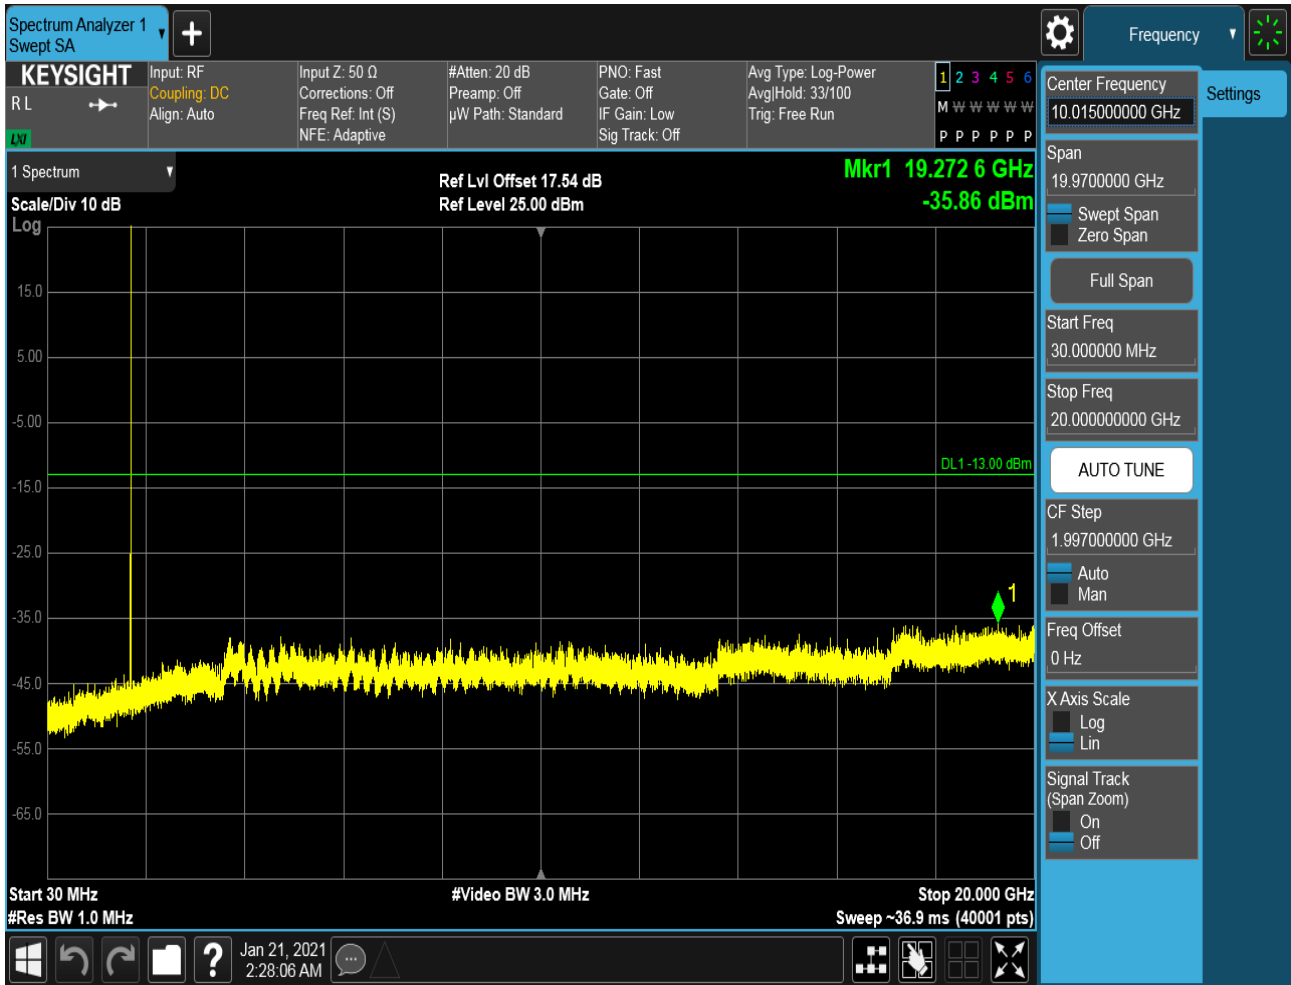 Spectrum Analyzer 1
Swept SA
Frequency
KEYSIGHT
R L
LXI
Input: RF
Coupling: DC
Align: Auto
Input Z: 50 Ω
Corrections: Off
Freq Ref: Int (S)
NFE: Adaptive
#Atten: 20 dB
Preamp: Off
µW Path: Standard
PNO: Fast
Gate: Off
IF Gain: Low
Sig Track: Off
Avg Type: Log-Power
Avg|Hold: 33/100
Trig: Free Run
1 2 3 4 5 6
M W W W W W
P P P P P P
1 Spectrum
Scale/Div 10 dB
Log
Ref Lvl Offset 17.54 dB
Ref Level 25.00 dBm
Mkr1 19.272 6 GHz
-35.86 dBm
15.0
5.00
-5.00
DL1 -13.00 dBm
-15.0
-25.0
1
-35.0
-45.0
-55.0
-65.0
Start 30 MHz
#Res BW 1.0 MHz
#Video BW 3.0 MHz
Stop 20.000 GHz
Sweep ~36.9 ms (40001 pts)
Jan 21, 2021
2:28:06 AM
Center Frequency
10.015000000 GHz
Settings
Span
19.9700000 GHz
Swept Span
Zero Span
Full Span
Start Freq
30.000000 MHz
Stop Freq
20.000000000 GHz
AUTO TUNE
CF Step
1.997000000 GHz
Auto
Man
Freq Offset
0 Hz
X Axis Scale
Log
Lin
Signal Track
(Span Zoom)
On
Off